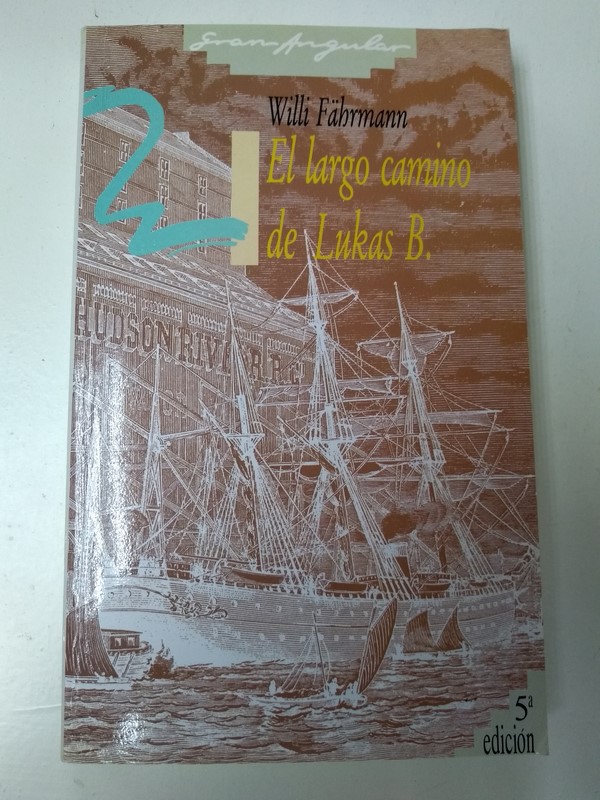 Gran Angular
Willi Fährmann
El largo camino
de Lukas B.
HUDSON RIVER R.R.
5ª
edición